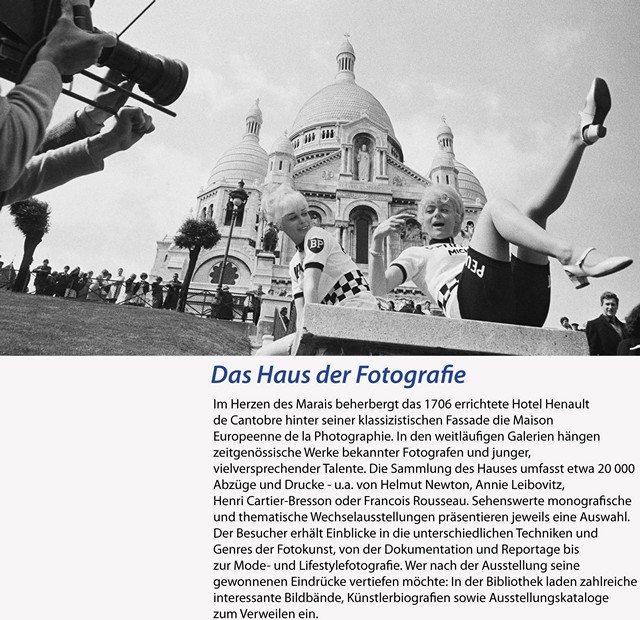 BP
MIC
PEU
Das Haus der Fotografie
Im Herzen des Marais beherbergt das 1706 errichtete Hotel Henault
de Cantobre hinter seiner klassizistischen Fassade die Maison
Europeenne de la Photographie. In den weitläufigen Galerien hängen
zeitgenössische Werke bekannter Fotografen und junger,
vielversprechender Talente. Die Sammlung des Hauses umfasst etwa 20 000
Abzüge und Drucke - u.a. von Helmut Newton, Annie Leibovitz,
Henri Cartier-Bresson oder Francois Rousseau. Sehenswerte monografische
und thematische Wechselausstellungen präsentieren jeweils eine Auswahl.
Der Besucher erhält Einblicke in die unterschiedlichen Techniken und
Genres der Fotokunst, von der Dokumentation und Reportage bis
zur Mode- und Lifestylefotografie. Wer nach der Ausstellung seine
gewonnenen Eindrücke vertiefen möchte: In der Bibliothek laden zahlreiche
interessante Bildbände, Künstlerbiografien sowie Ausstellungskataloge
zum Verweilen ein.